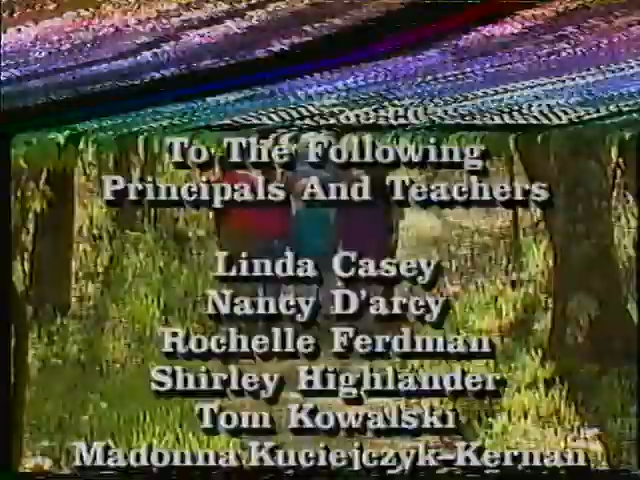 To The Following
Principals And Teachers
Linda Casey
Nancy D'arcy
Rochelle Ferdman
Shirley Highlander
Tom Kowalski
Madonna Kuciejczyk-Kernan